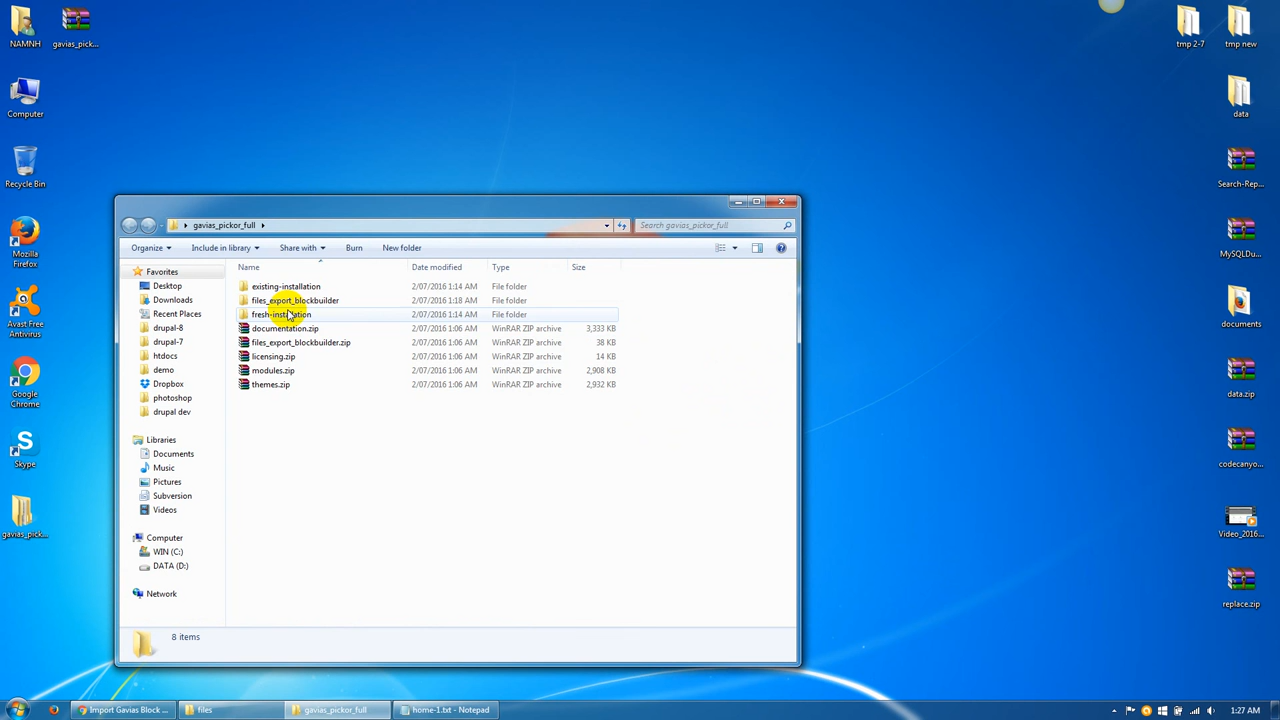 NAMNH
gavias_pick...
Computer
Recycle Bin
Mozilla
Firefox
Avast Free
Antivirus
Google
Chrome
Skype
gavias_pick...
tmp 2-7
tmp new
data
Search-Rep...
MySQLDu...
documents
data.zip
codecanyo...
Video_2016...
replace.zip
gavias_pickor_full
Search gavias_pickor_full
Organize
Include in library
Share with
Burn
New folder
Name
Date modified
Type
Size
Favorites
Desktop
Downloads
Recent Places
drupal-8
drupal-7
htdocs
demo
Dropbox
photoshop
drupal dev
Libraries
Documents
Music
Pictures
Subversion
Videos
Computer
WIN (C:)
DATA (D:)
Network
existing-installation 2/07/2016 1:14 AM File folder
files_export_blockbuilder 2/07/2016 1:18 AM File folder
fresh-installation 2/07/2016 1:14 AM File folder
documentation.zip 2/07/2016 1:06 AM WinRAR ZIP archive 3,333 KB
files_export_blockbuilder.zip 2/07/2016 1:06 AM WinRAR ZIP archive 38 KB
licensing.zip 2/07/2016 1:06 AM WinRAR ZIP archive 14 KB
modules.zip 2/07/2016 1:06 AM WinRAR ZIP archive 2,908 KB
themes.zip 2/07/2016 1:06 AM WinRAR ZIP archive 2,932 KB
8 items
Import Gavias Block ...
files
gavias_pickor_full
home-1.txt - Notepad
1:27 AM